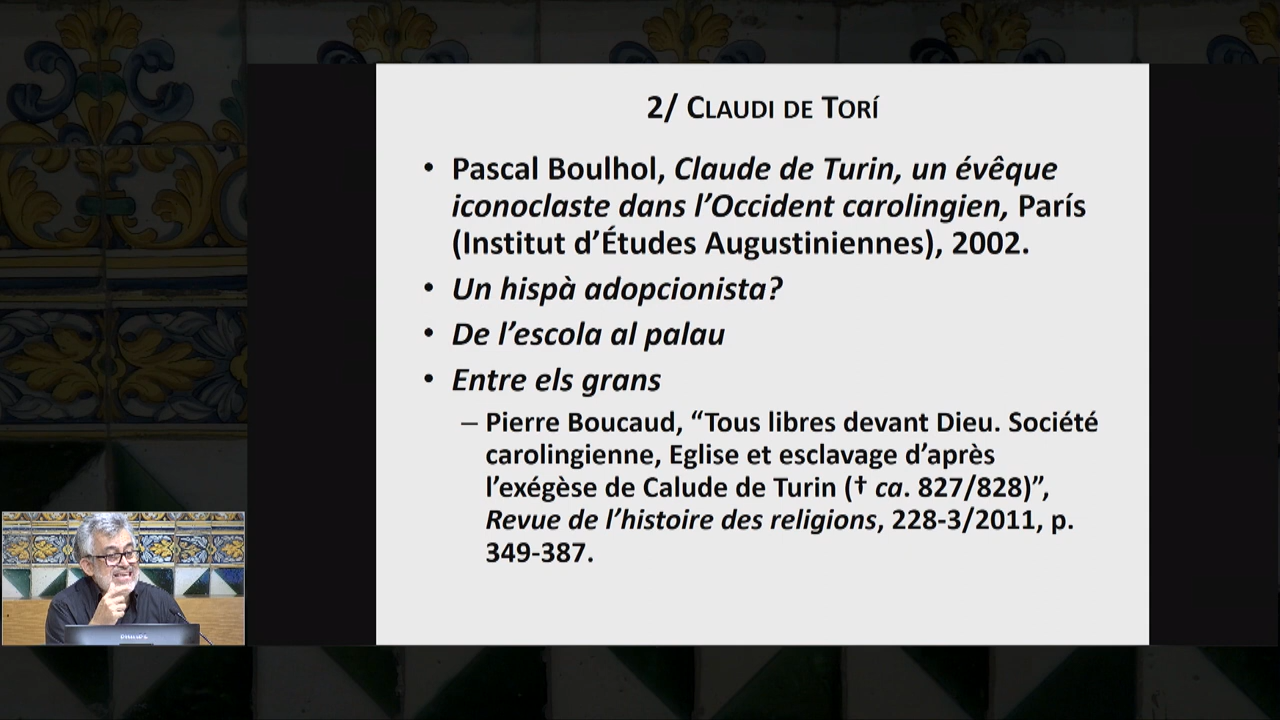 2/ CLAUDI DE TORÍ
• Pascal Boulhol, Claude de Turin, un évêque
iconoclaste dans l’Occident carolingien, París
(Institut d’Études Augustiniennes), 2002.
• Un hispà adopcionista?
• De l’escola al palau
• Entre els grans
– Pierre Boucaud, “Tous libres devant Dieu. Société
carolingienne, Eglise et esclavage d’après
l’exégèse de Calude de Turin († ca. 827/828)”,
Revue de l’histoire des religions, 228-3/2011, p.
349-387.